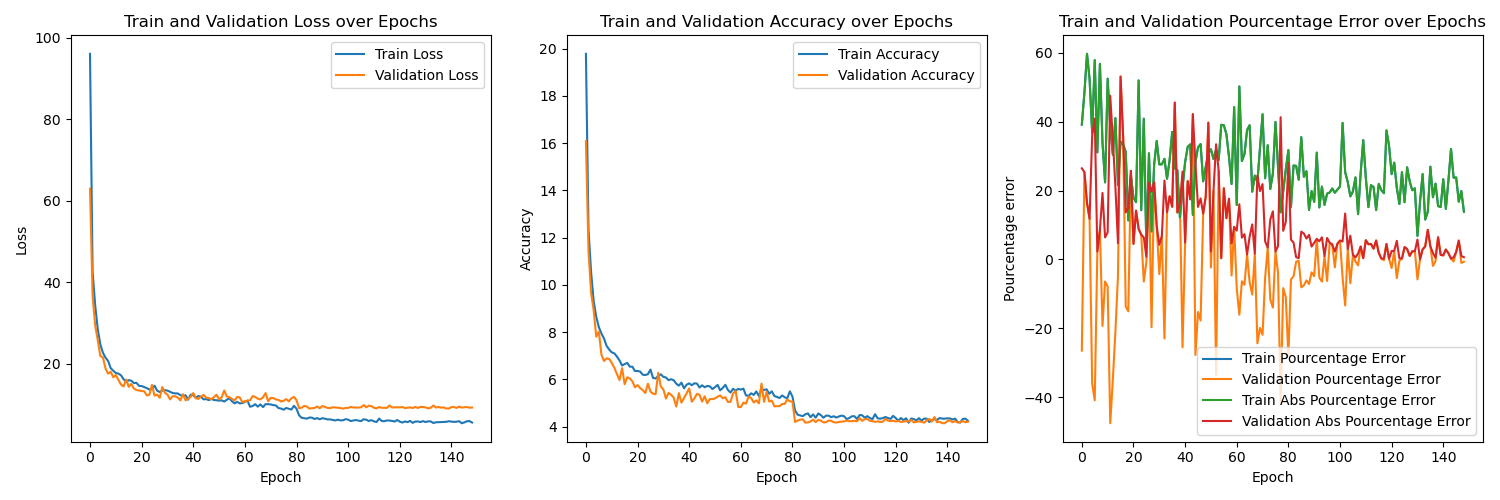 Train and Validation Loss over Epochs
100
80
60
40
20
0
20
40
60
80
100
120
140
Loss
Epoch
Train Loss
Validation Loss
Train and Validation Accuracy over Epochs
20
18
16
14
12
10
8
6
4
0
20
40
60
80
100
120
140
Accuracy
Epoch
Train Accuracy
Validation Accuracy
Train and Validation Pourcentage Error over Epochs
60
40
20
0
−20
−40
0
20
40
60
80
100
120
140
Pourcentage error
Epoch
Train Pourcentage Error
Validation Pourcentage Error
Train Abs Pourcentage Error
Validation Abs Pourcentage Error